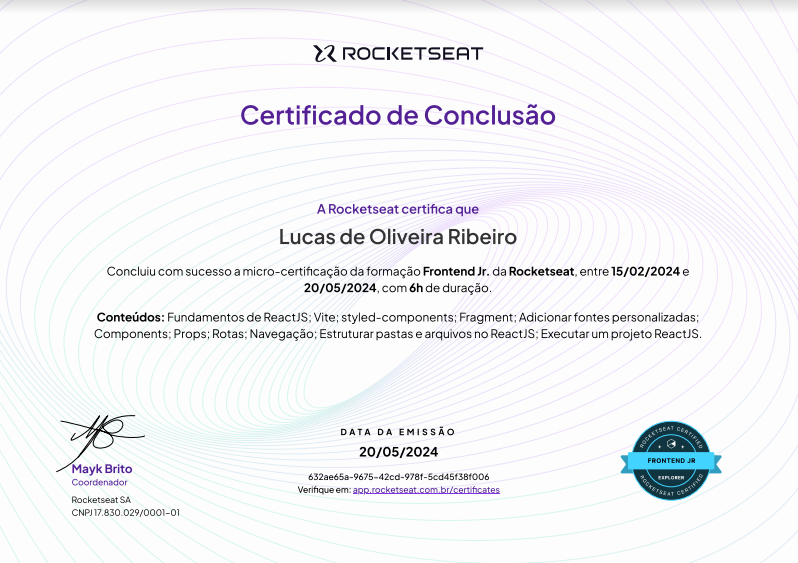 ROCKETSEAT
Certificado de Conclusão
A Rocketseat certifica que
Lucas de Oliveira Ribeiro
Concluiu com sucesso a micro-certificação da formação Frontend Jr. da Rocketseat, entre 15/02/2024 e
20/05/2024, com 6h de duração.
Conteúdos: Fundamentos de ReactJS; Vite; styled-components; Fragment; Adicionar fontes personalizadas;
Components; Props; Rotas; Navegação; Estruturar pastas e arquivos no ReactJS; Executar um projeto ReactJS.
Mayk Brito
Coordenador
Rocketseat SA
CNPJ 17.830.029/0001-01
DATA DA EMISSÃO
20/05/2024
632ae65a-9675-42cd-978f-5cd45f38f006
Verifique em: app.rocketseat.com.br/certificates
ROCKETSEAT CERTIFIED
FRONTEND JR
EXPLORER
ROCKETSEAT CERTIFIED